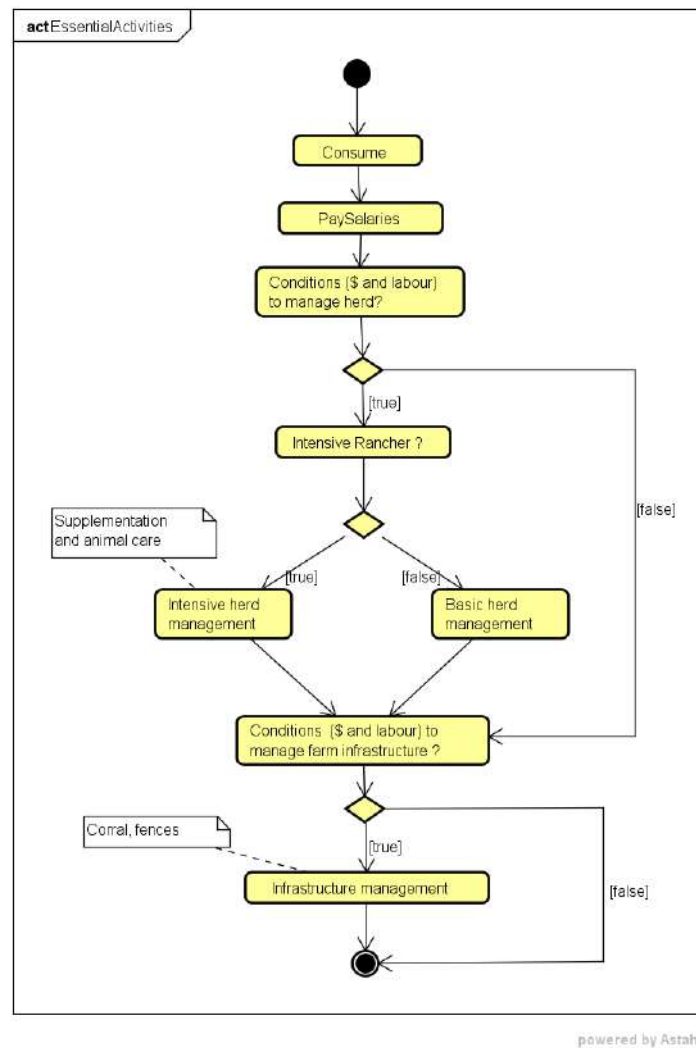 actEssentialActivities
Consume
PaySalaries
Conditions ($ and labour)
to manage herd?
[true]
Intensive Rancher ?
[false]
Supplementation
and animal care
[true]
[false]
Intensive herd
management
Basic herd
management
Conditions ($ and labour) to
manage farm infrastructure ?
Corral, fences
[true]
Infrastructure management
[false]
powered by Astah